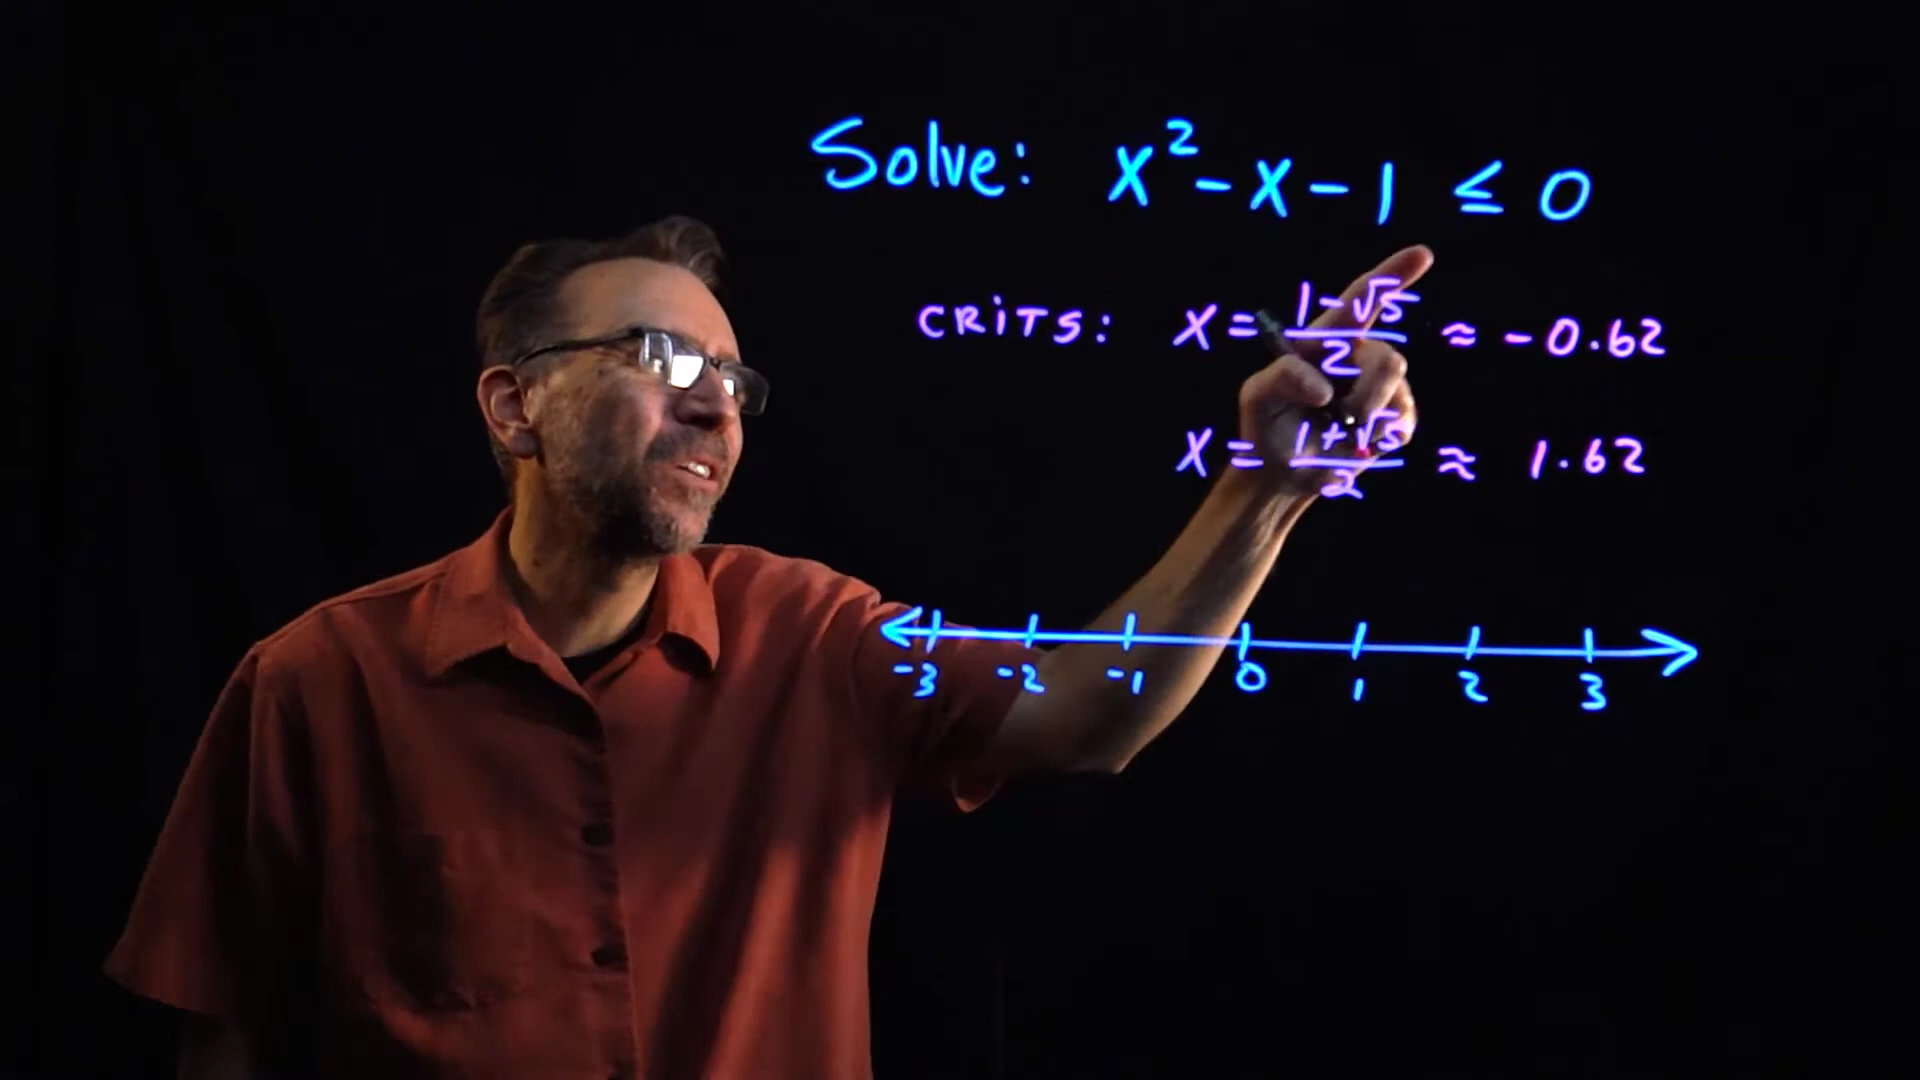 Solve: x² - x - 1 ≤ 0
CRITS: x = (1-√5)/2 ≈ -0.62
x = (1+√5)/2 ≈ 1.62
-3 -2 -1 0 1 2 3